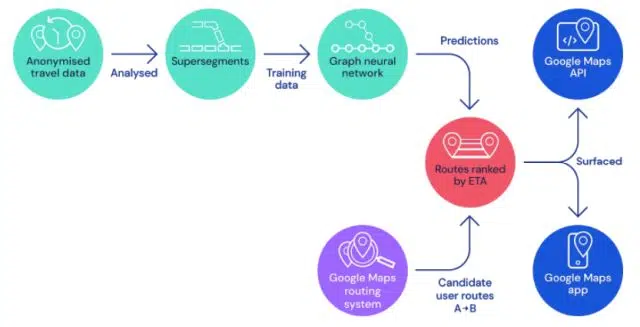 Anonymised
travel data
Analysed
Supersegments
Training
data
Graph neural
network
Predictions
Google Maps
API
Routes ranked
by ETA
Surfaced
Google Maps
routing
system
Candidate
user routes
A→B
Google Maps
app